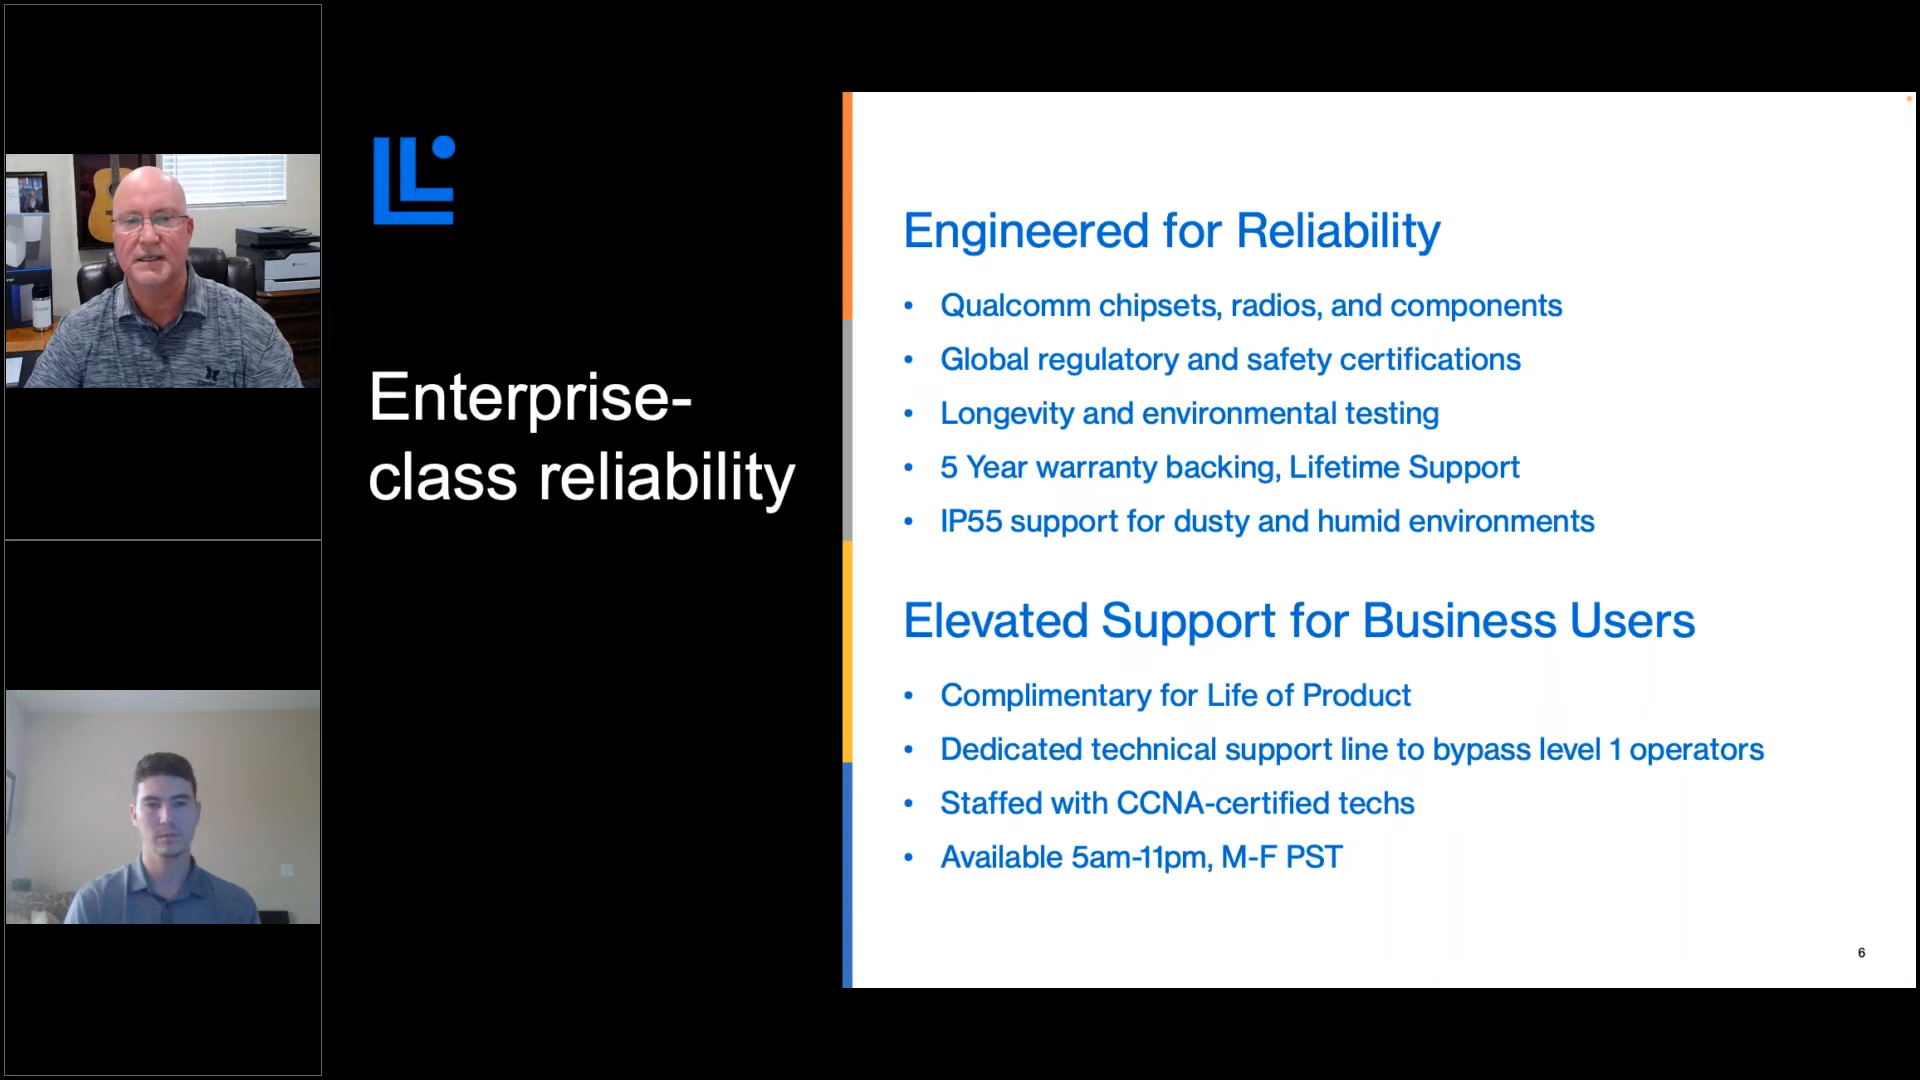 Enterprise-
class reliability
Engineered for Reliability
• Qualcomm chipsets, radios, and components
• Global regulatory and safety certifications
• Longevity and environmental testing
• 5 Year warranty backing, Lifetime Support
• IP55 support for dusty and humid environments
Elevated Support for Business Users
• Complimentary for Life of Product
• Dedicated technical support line to bypass level 1 operators
• Staffed with CCNA-certified techs
• Available 5am-11pm, M-F PST
6